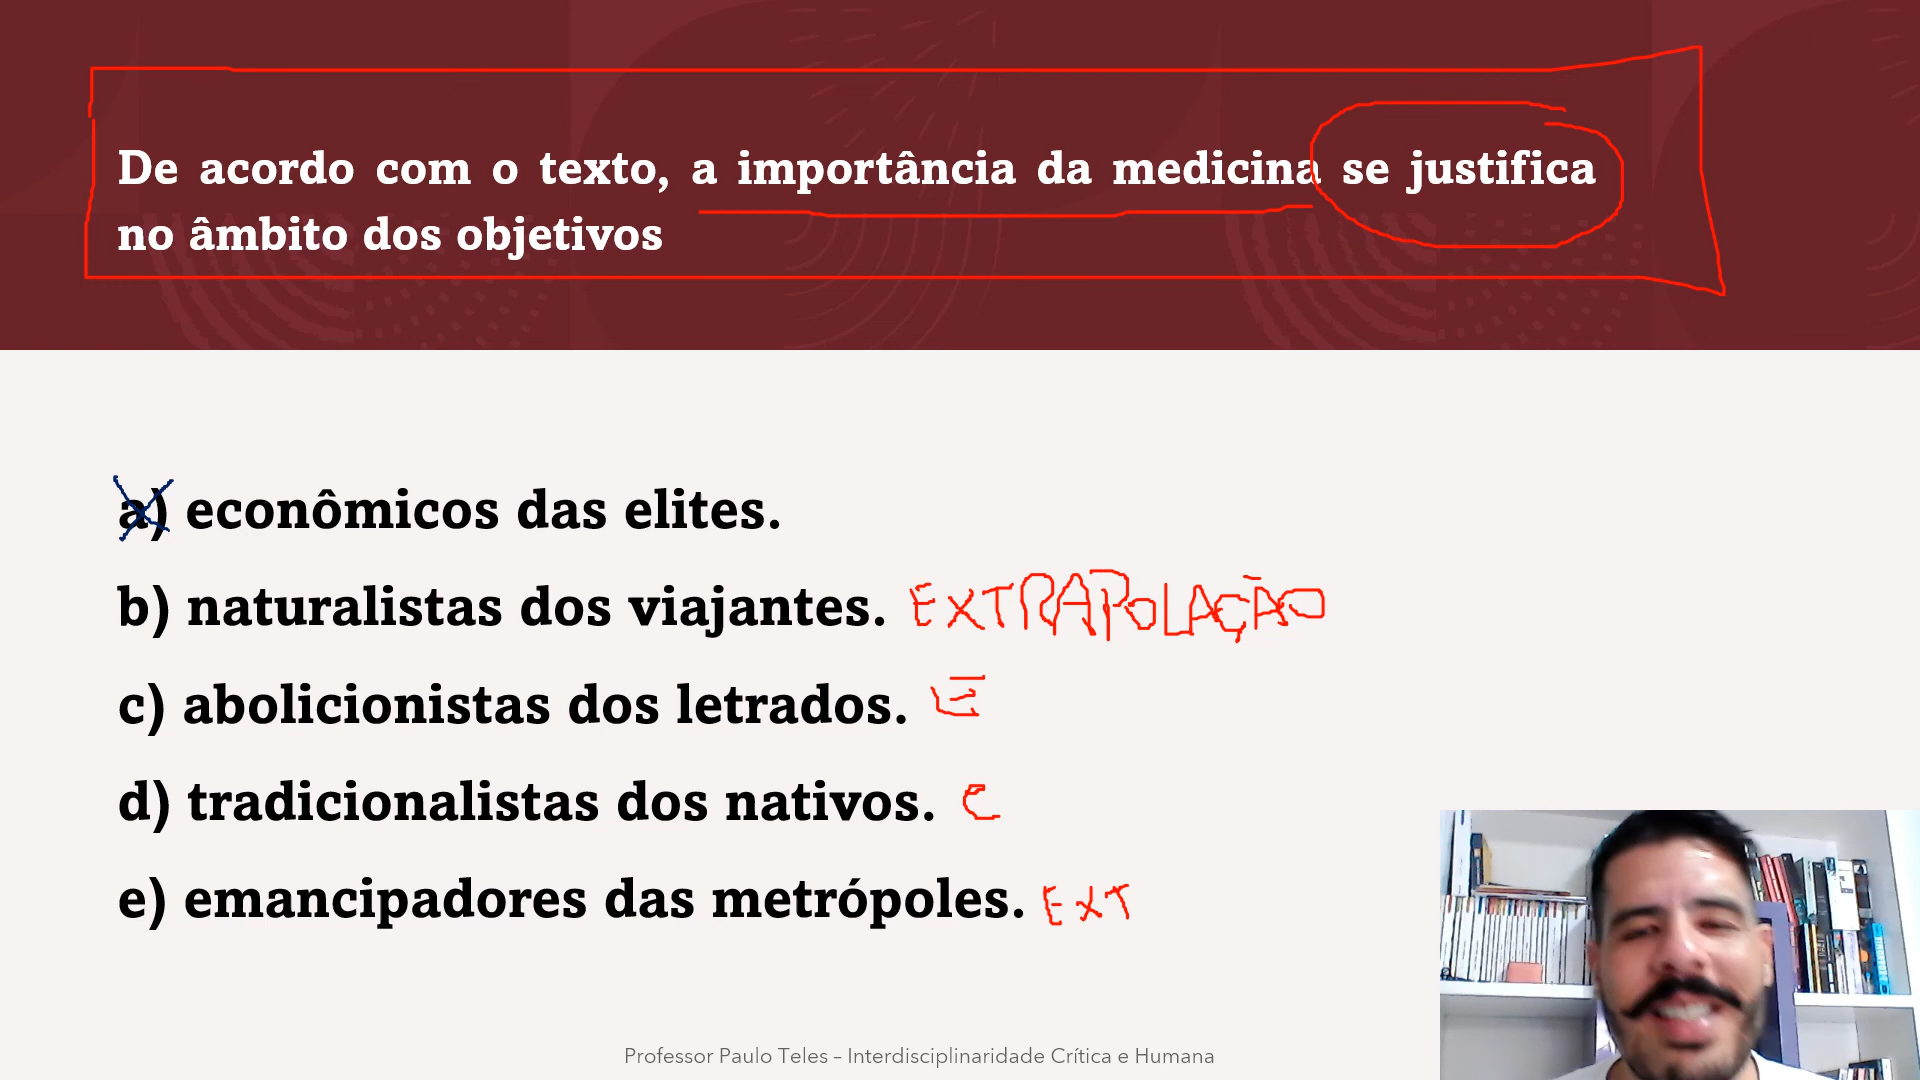 De acordo com o texto, a importância da medicina se justifica
no âmbito dos objetivos
a) econômicos das elites.
b) naturalistas dos viajantes. EXTRAPOLAÇÃO
c) abolicionistas dos letrados. E
d) tradicionalistas dos nativos. E
e) emancipadores das metrópoles. EXT
Professor Paulo Teles – Interdisciplinaridade Crítica e Humana